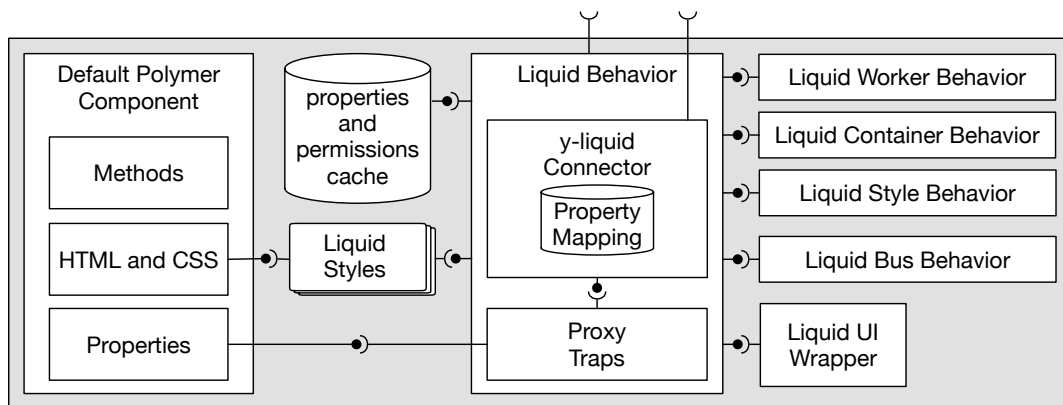 Default Polymer
Component
Methods
HTML and CSS
Properties
properties
and
permissions
cache
Liquid
Styles
Liquid Behavior
y-liquid
Connector
Property
Mapping
Proxy
Traps
Liquid Worker Behavior
Liquid Container Behavior
Liquid Style Behavior
Liquid Bus Behavior
Liquid UI
Wrapper